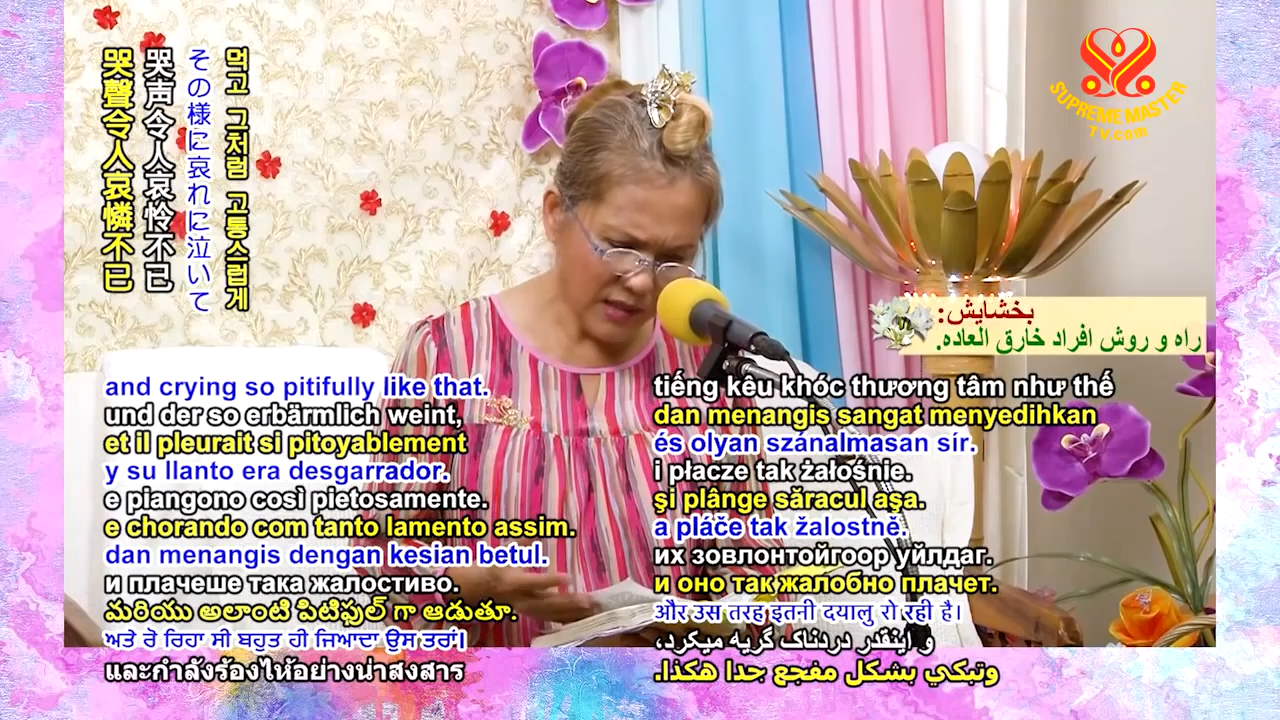 哭聲令人哀憐不已
哭声令人哀怜不已
その様に哀れに泣いて
먹고 그처럼 고통스럽게
SUPREME MASTER
TV.com
بخشایش:
راه و روش افراد خارق العاده.
and crying so pitifully like that.
und der so erbärmlich weint,
et il pleurait si pitoyablement
y su llanto era desgarrador.
e piangono così pietosamente.
e chorando com tanto lamento assim.
dan menangis dengan kesian betul.
и плачеше така жалостиво.
మరియు అలాంటి పిటిఫుల్ గా ఆడుతూ.
ਅਤੇ ਰੋ ਰਿਹਾ ਸੀ ਬਹੁਤ ਹੀ ਜਿਆਦਾ ਉਸ ਤਰਾਂ।
และกำลังร้องไห้อย่างน่าสงสาร
tiếng kêu khóc thương tâm như thế
dan menangis sangat menyedihkan
és olyan szánalmasan sír.
i płacze tak żałośnie.
şi plânge săracul aşa.
a pláče tak žalostně.
их зовлонтойгоор уйлдаг.
и оно так жалобно плачет.
और उस तरह इतनी दयालु रो रही है।
و اینقدر دردناک گریه میکرد،
وتبكي بشكل مفجع جدا هكذا.